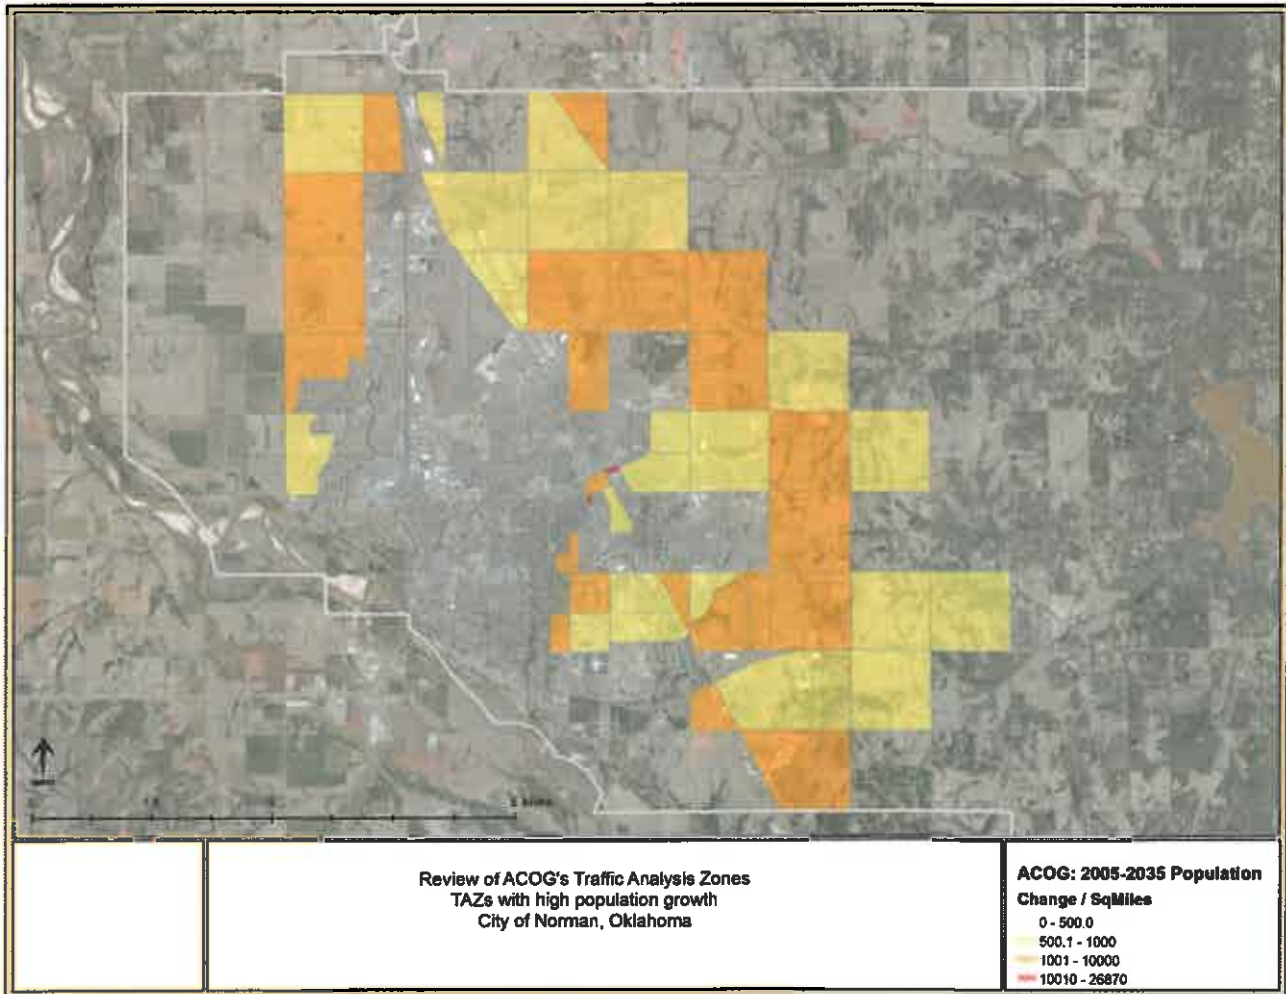 Review of ACOG's Traffic Analysis Zones
TAZs with high population growth
City of Norman, Oklahoma
ACOG: 2005-2035 Population
Change / SqMiles
0 - 500.0
500.1 - 1000
1001 - 10000
10010 - 26870